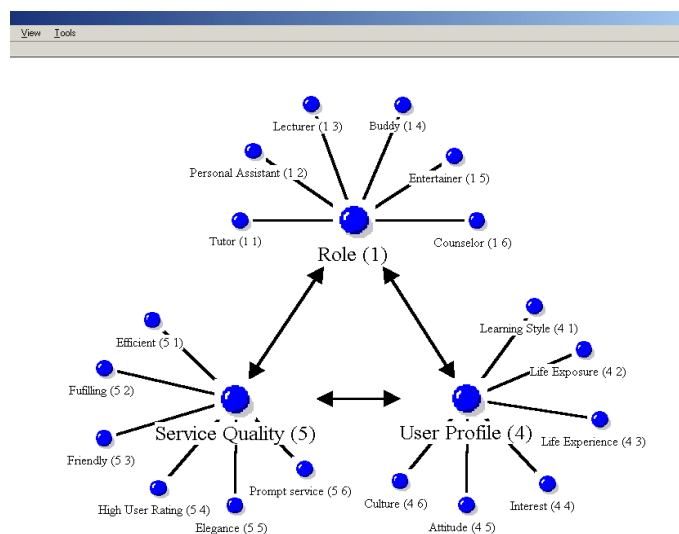 View Tools
Lecturer (1 3)
Buddy (1 4)
Personal Assistant (1 2)
Entertainer (1 5)
Tutor (1 1)
Counselor (1 6)
Role (1)
Efficient (5 1)
Learning Style (4 1)
Life Exposure (4 2)
Fufilling (5 2)
Service Quality (5)
User Profile (4)
Life Experience (4 3)
Friendly (5 3)
Prompt service (5 6)
High User Rating (5 4)
Elegance (5 5)
Culture (4 6)
Interest (4 4)
Attitude (4 5)